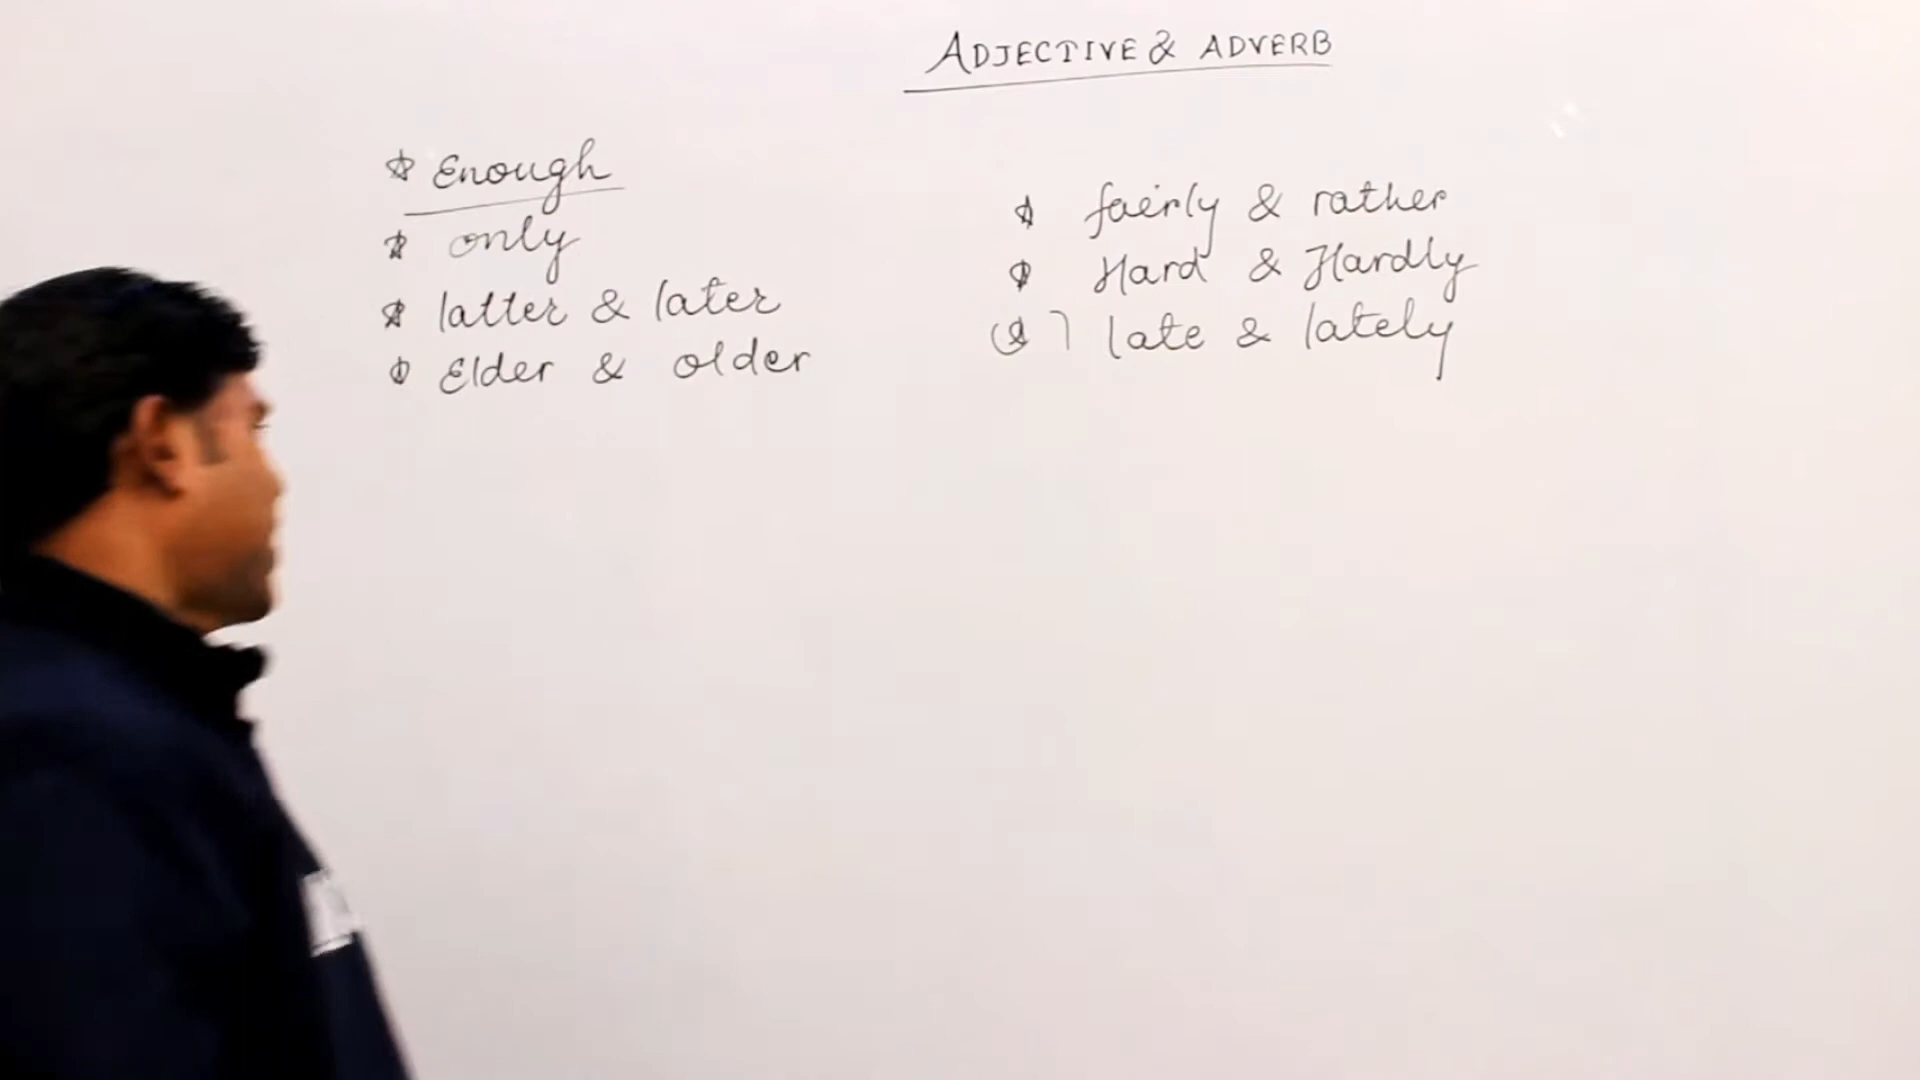 ADJECTIVE & ADVERB
Enough
only
latter & later
Elder & older
fairly & rather
Hard & Hardly
late & lately